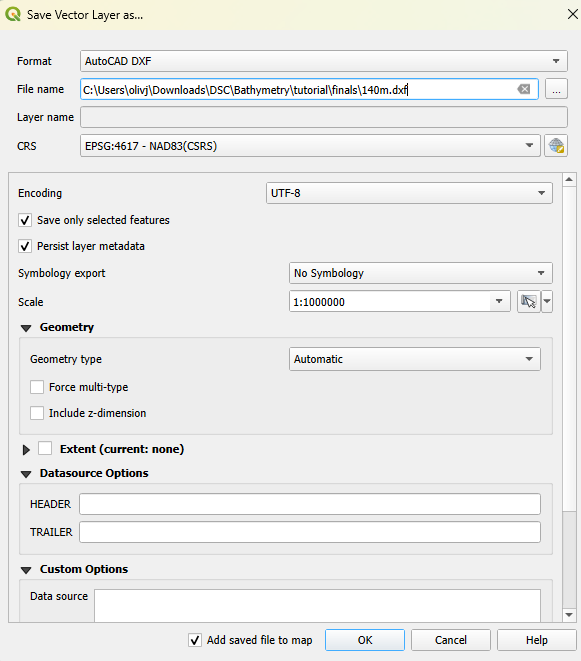 Save Vector Layer as...
Format AutoCAD DXF
File name C:\Users\olivj\Downloads\DSC\Bathymetry\tutorial\finals\140m.dxf ...
Layer name
CRS EPSG:4617 - NAD83(CSRS)
Encoding UTF-8
Save only selected features
Persist layer metadata
Symbology export No Symbology
Scale 1:1000000
Geometry
Geometry type Automatic
Force multi-type
Include z-dimension
Extent (current: none)
Datasource Options
HEADER
TRAILER
Custom Options
Data source
Add saved file to map OK Cancel Help